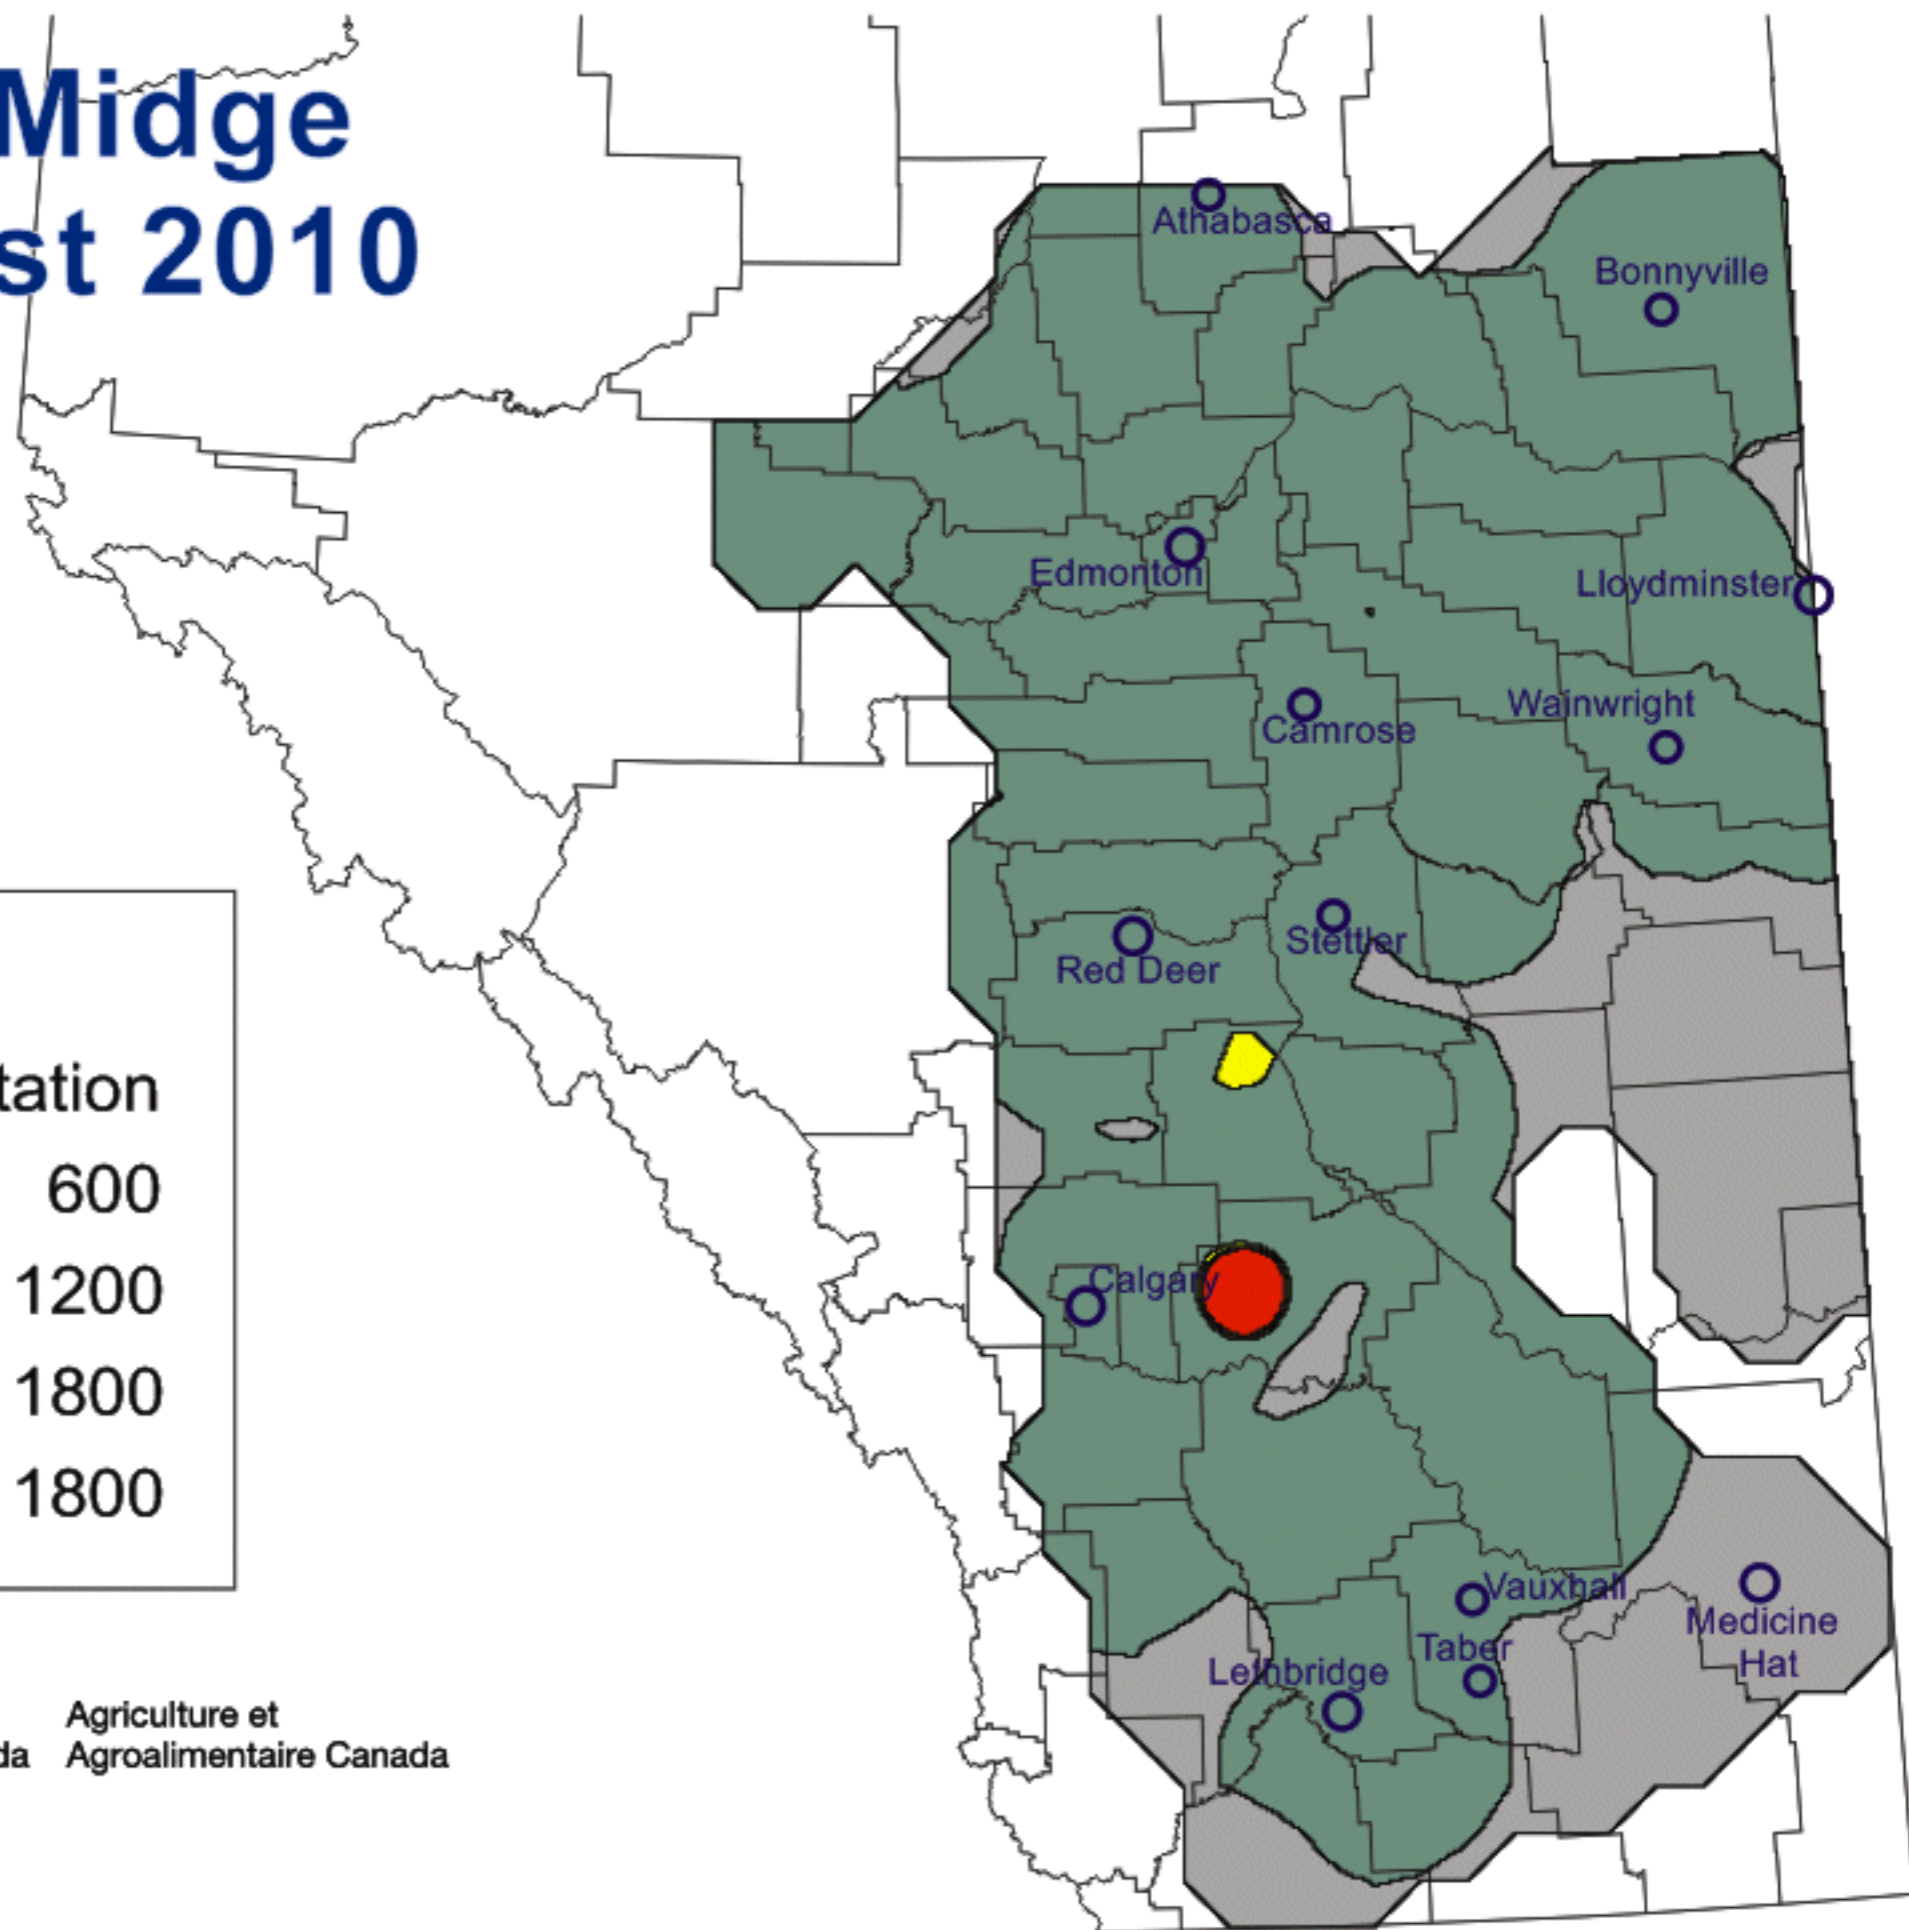 Midge
st 2010
Athabasca
Bonnyville
Edmonton
Lloydminster
Wainwright
Camrose
Stettler
Red Deer
tation
600
1200
1800
1800
Calgary
Vauxhall
Medicine
Hat
Taber
Lethbridge
Agriculture et
da Agroalimentaire Canada